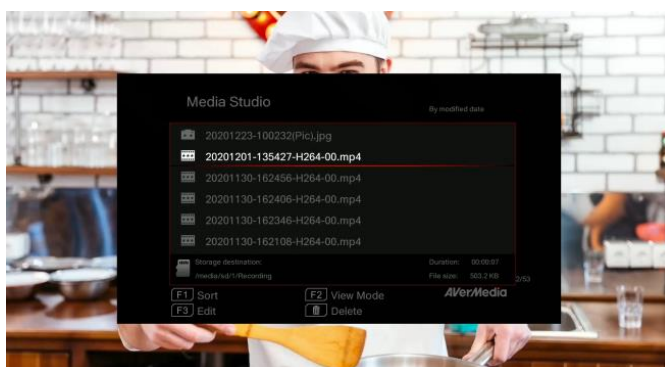 Media Studio
By modified date
20201223-100232(Pic).jpg
20201201-135427-H264-00.mp4
20201130-162456-H264-00.mp4
20201130-162406-H264-00.mp4
20201130-162346-H264-00.mp4
20201130-162108-H264-00.mp4
Storage destination:
/media/sd/1/Recording
Duration: 00:00:07
File size: 503.2 KB
2/53
F1 Sort
F2 View Mode
AVerMedia
F3 Edit
Delete